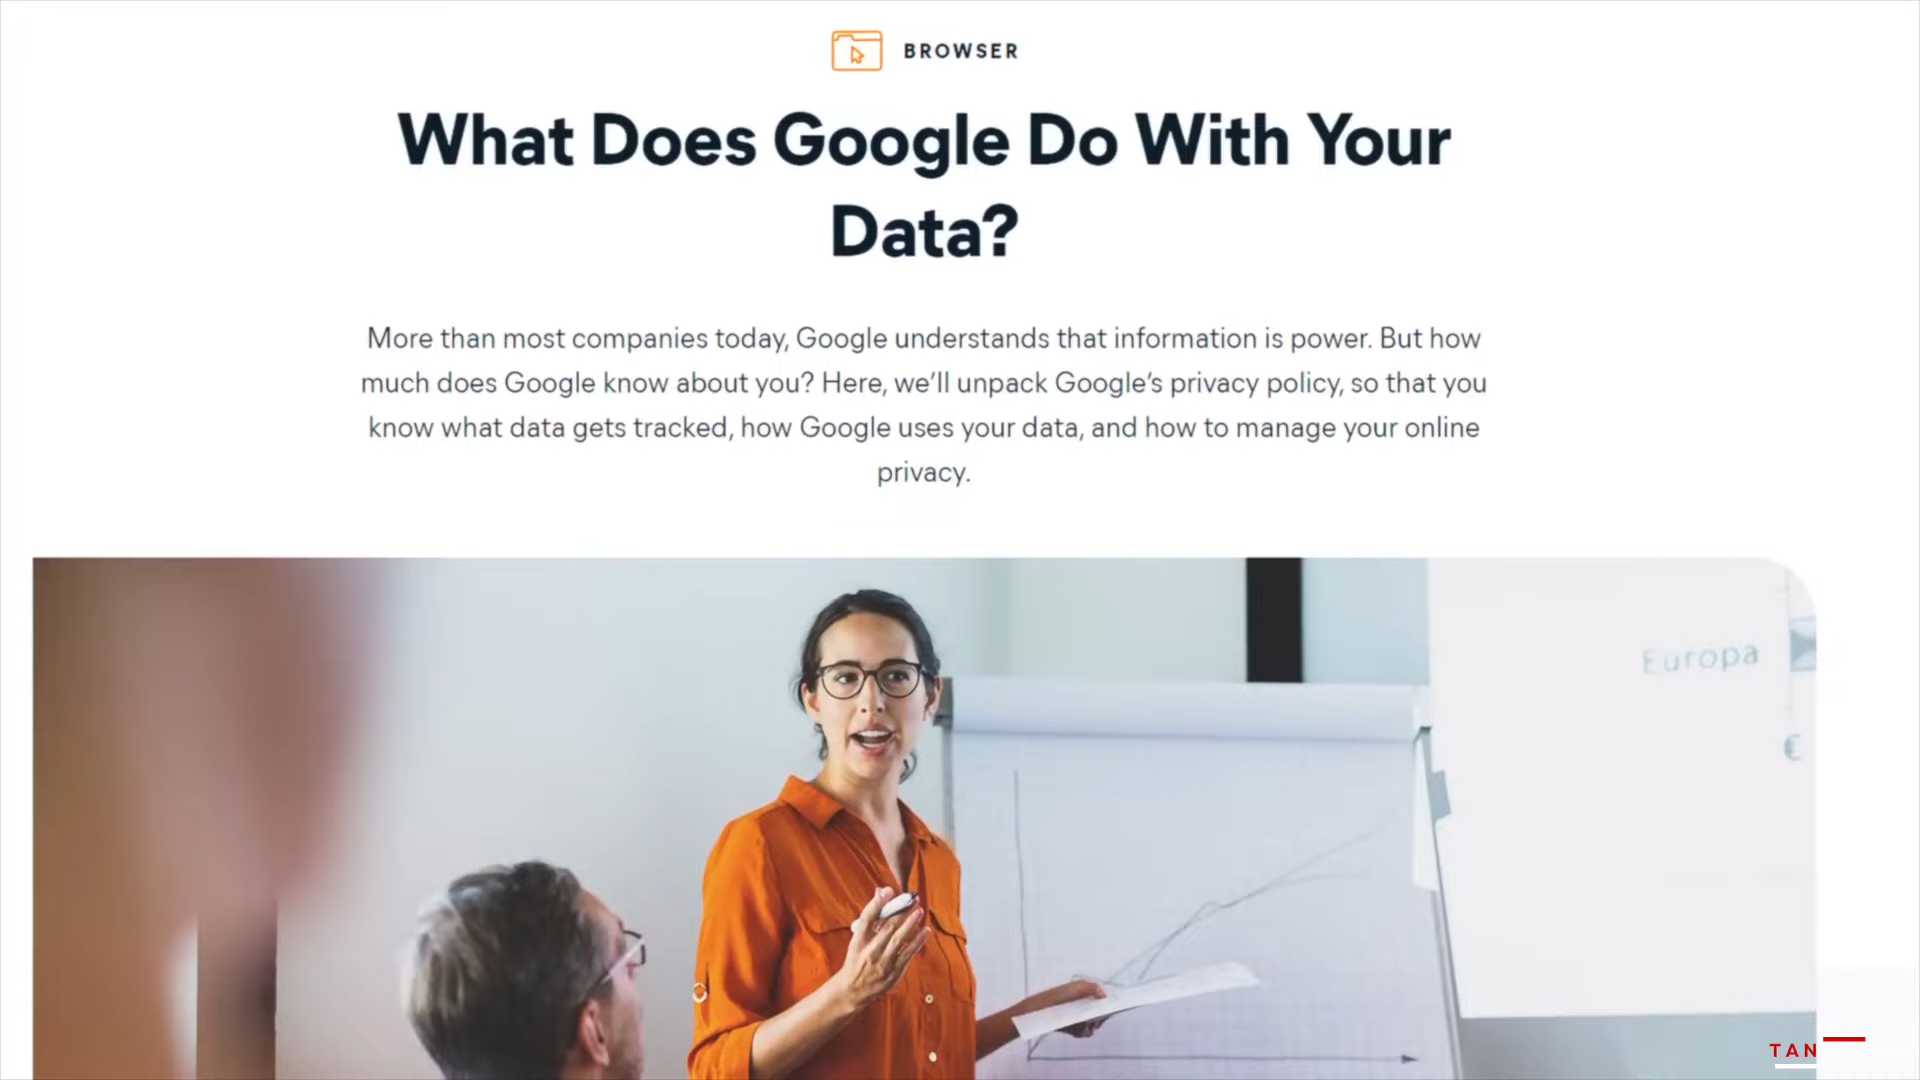 BROWSER
What Does Google Do With Your
Data?
More than most companies today, Google understands that information is power. But how
much does Google know about you? Here, we’ll unpack Google’s privacy policy, so that you
know what data gets tracked, how Google uses your data, and how to manage your online
privacy.
Europa
€
TAN